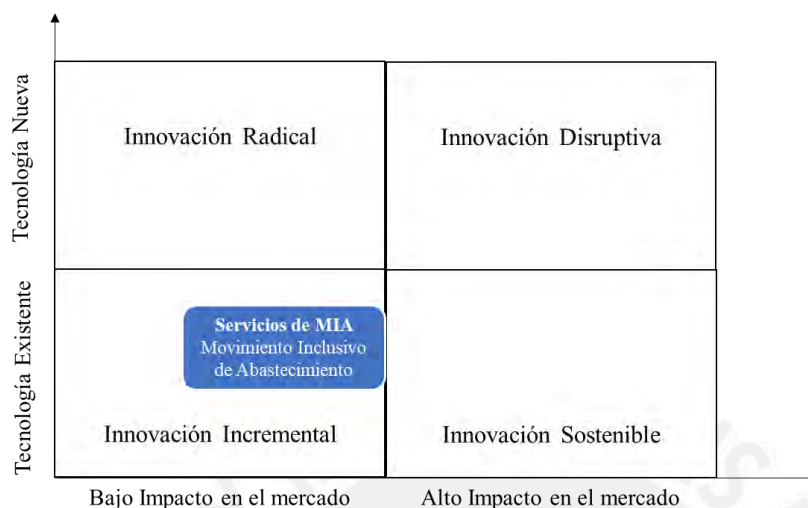 Tecnología Nueva
Innovación Radical
Innovación Disruptiva
Tecnología Existente
Servicios de MIA
Movimiento Inclusivo
de Abastecimiento
Innovación Incremental
Innovación Sostenible
Bajo Impacto en el mercado
Alto Impacto en el mercado